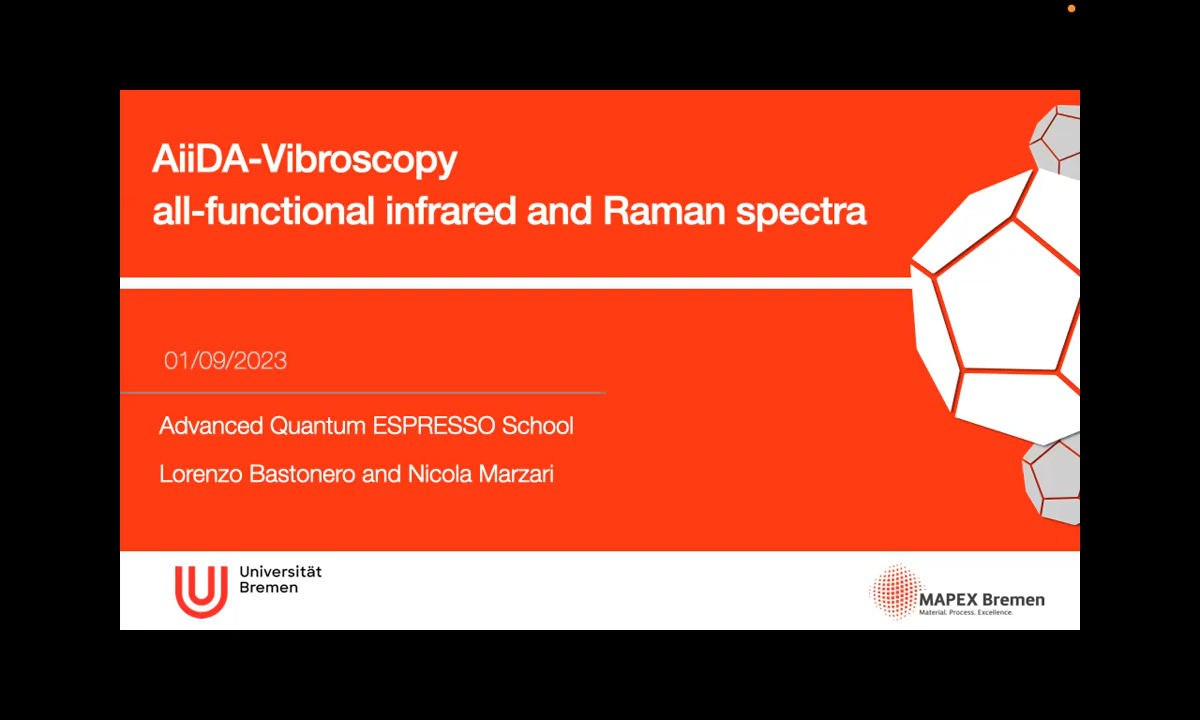 AiiDA-Vibroscopy
all-functional infrared and Raman spectra
01/09/2023
Advanced Quantum ESPRESSO School
Lorenzo Bastonero and Nicola Marzari
Universität
Bremen
MAPEX Bremen
Material. Process. Excellence.